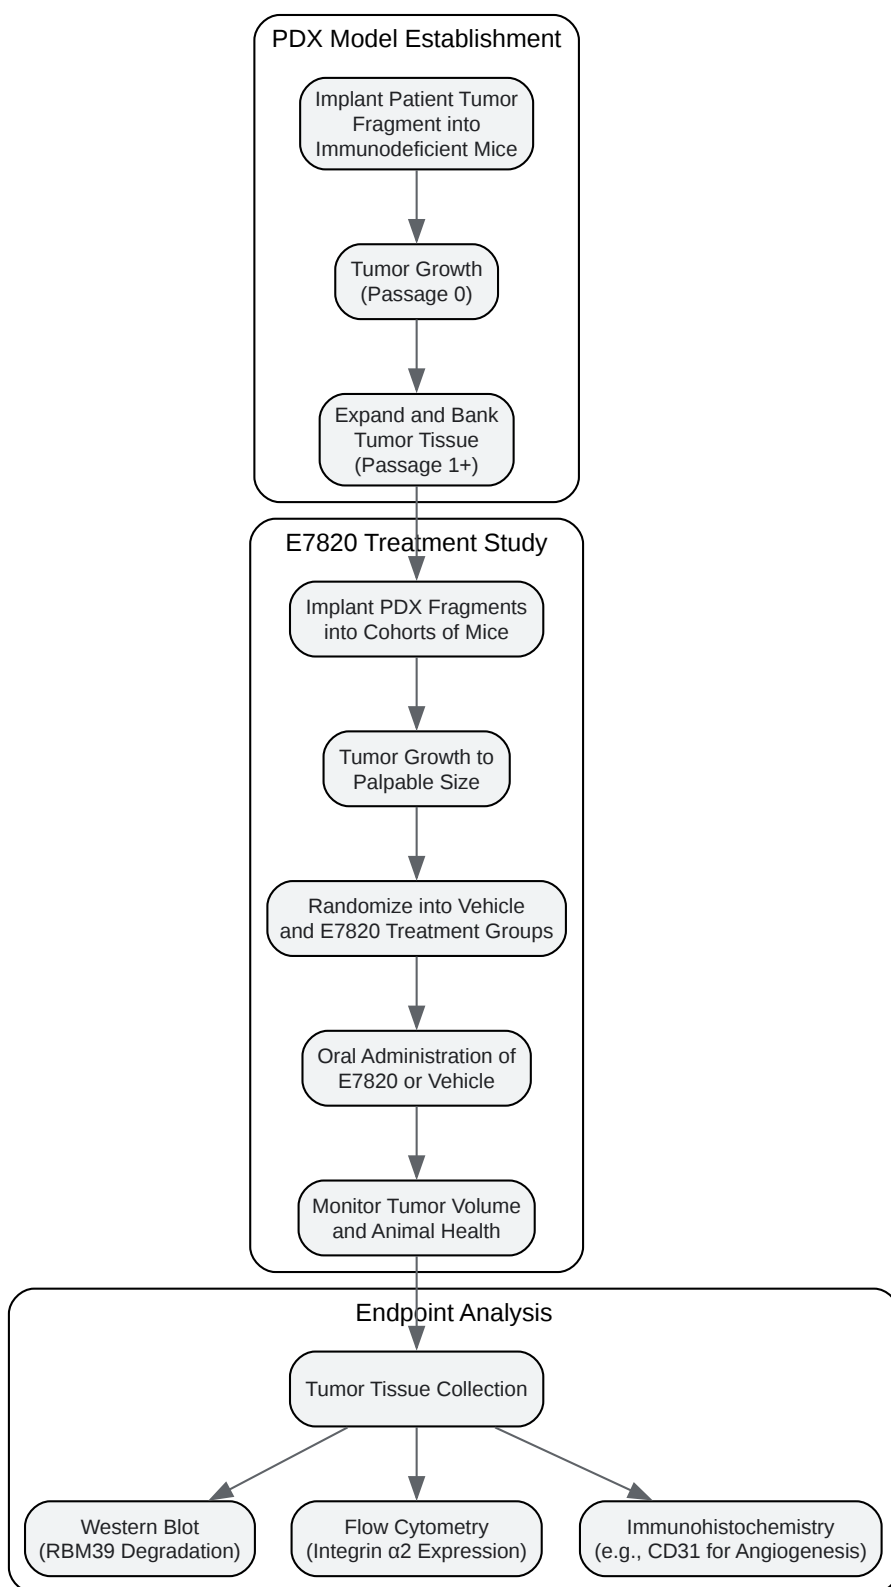 PDX Model Establishment
Implant Patient Tumor
Fragment into
Immunodeficient Mice
Tumor Growth
(Passage 0)
Expand and Bank
Tumor Tissue
(Passage 1+)
E7820 Treatment Study
Implant PDX Fragments
into Cohorts of Mice
Tumor Growth to
Palpable Size
Randomize into Vehicle
and E7820 Treatment Groups
Oral Administration of
E7820 or Vehicle
Monitor Tumor Volume
and Animal Health
Endpoint Analysis
Tumor Tissue Collection
Western Blot
(RBM39 Degradation)
Flow Cytometry
(Integrin α2 Expression)
Immunohistochemistry
(e.g., CD31 for Angiogenesis)